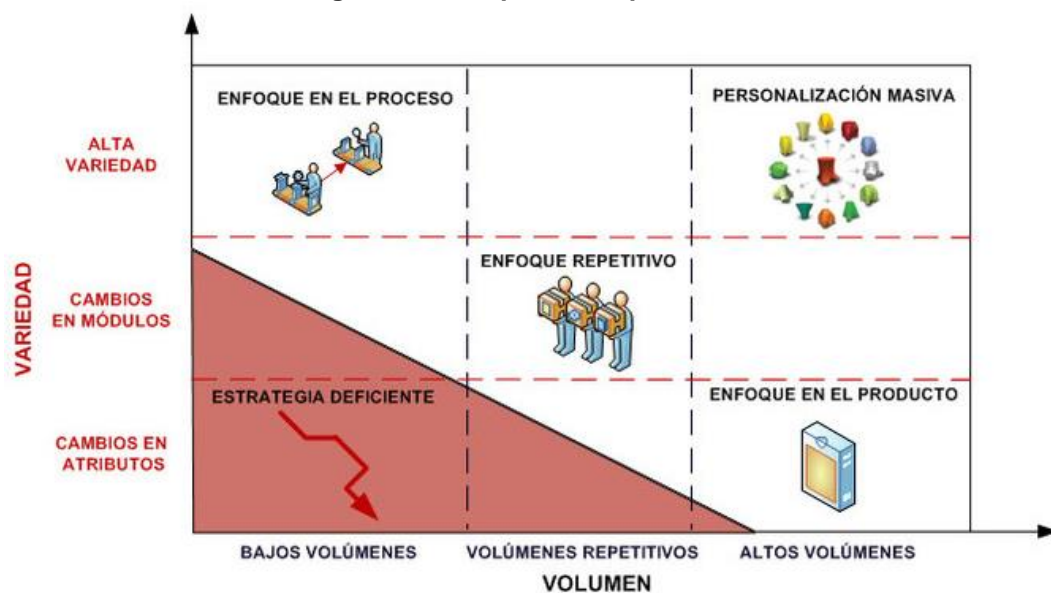 ENFOQUE EN EL PROCESO
PERSONALIZACIÓN MASIVA
ALTA
VARIEDAD
ENFOQUE REPETITIVO
VARIEDAD
CAMBIOS
EN MÓDULOS
ESTRATEGIA DEFICIENTE
ENFOQUE EN EL PRODUCTO
CAMBIOS EN
ATRIBUTOS
BAJOS VOLÚMENES
VOLÚMENES REPETITIVOS
ALTOS VOLÚMENES
VOLUMEN